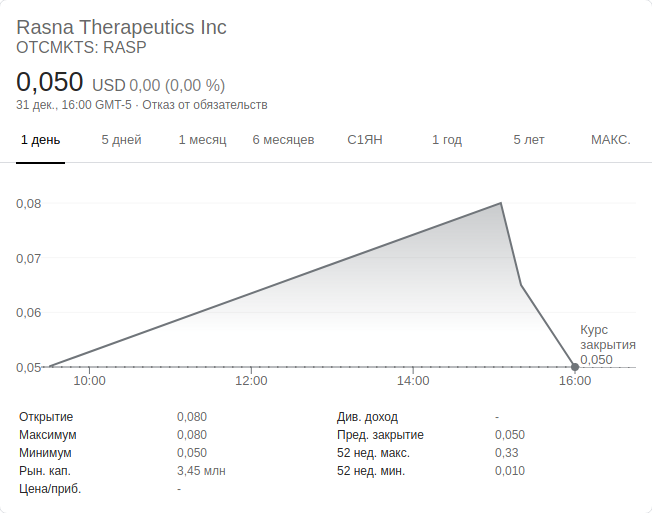 Rasna Therapeutics Inc
OTCMKTS: RASP
0,050 USD 0,00 (0,00 %)
31 дек., 16:00 GMT-5 · Отказ от обязательств
1 день 5 дней 1 месяц 6 месяцев С1ЯН 1 год 5 лет МАКС.
0,08
0,07
0,06
0,05
Курс
закрытия
0,050
10:00 12:00 14:00 16:00
Открытие 0,080 Див. доход -
Максимум 0,080 Пред. закрытие 0,050
Минимум 0,050 52 нед. макс. 0,33
Рын. кап. 3,45 млн 52 нед. мин. 0,010
Цена/приб. -